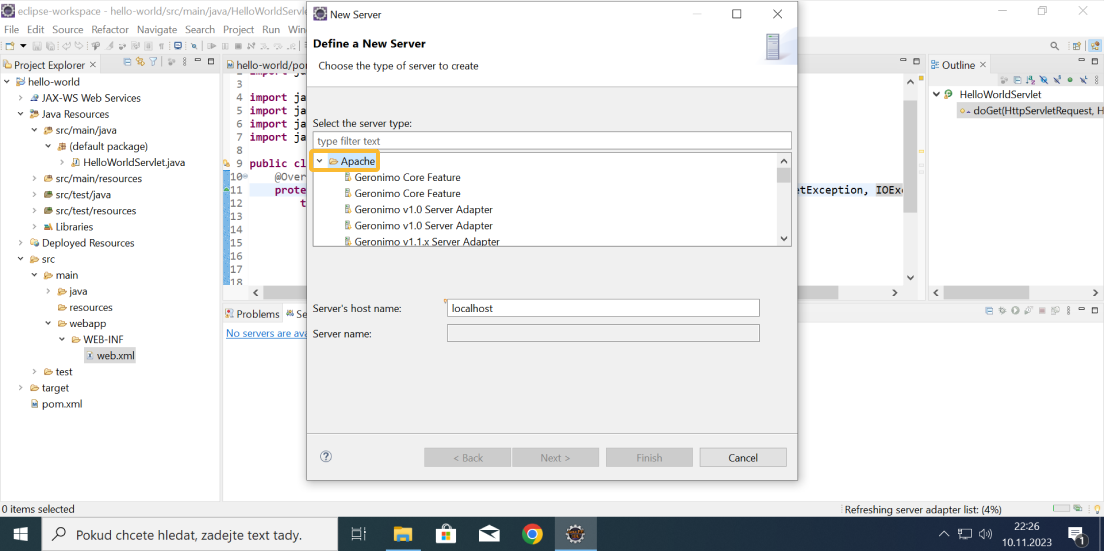 eclipse-workspace - hello-world/src/main/java/HelloWorldServl
File Edit Source Refactor Navigate Search Project Run
Project Explorer
hello-world
JAX-WS Web Services
Java Resources
src/main/java
(default package)
HelloWorldServlet.java
src/main/resources
src/test/java
src/test/resources
Libraries
Deployed Resources
src
main
java
resources
webapp
WEB-INF
web.xml
test
target
pom.xml
hello-world/po
3
4 import ja
5 import ja
6 import ja
7 import ja
8
9 public cl
10 @Over
11 prote
etException, IOExc
12 t
13
14
15
16
17
18
Problems
Se
No servers are ava
New Server
Define a New Server
Choose the type of server to create
Select the server type:
type filter text
Apache
Geronimo Core Feature
Geronimo Core Feature
Geronimo v1.0 Server Adapter
Geronimo v1.0 Server Adapter
Geronimo v1.1.x Server Adapter
Server's host name:
localhost
Server name:
?
< Back
Next >
Finish
Cancel
Outline
HelloWorldServlet
doGet(HttpServletRequest, H
0 items selected
Refreshing server adapter list: (4%)
Pokud chcete hledat, zadejte text tady.
22:26
10.11.2023
1